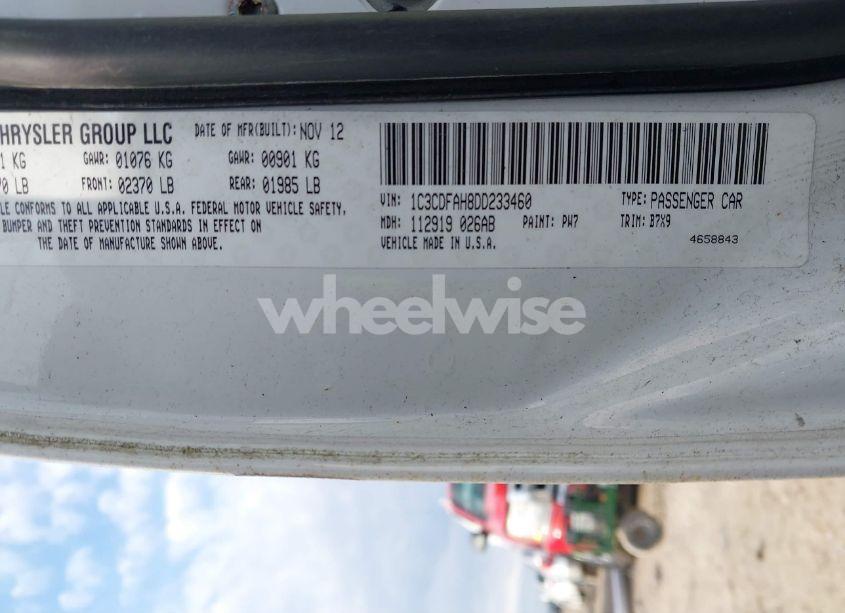 HRYSLER GROUP LLC DATE OF MFR(BUILT): NOV 12
1 KG GAWR: 01076 KG GAWR: 00901 KG
0 LB FRONT: 02370 LB REAR: 01985 LB
LE CONFORMS TO ALL APPLICABLE U.S.A. FEDERAL MOTOR VEHICLE SAFETY,
BUMPER AND THEFT PREVENTION STANDARDS IN EFFECT ON
THE DATE OF MANUFACTURE SHOWN ABOVE.
VIN: 1C3CDFAH8DD233460 TYPE: PASSENGER CAR
MDH: 112919 026AB PAINT: PW7 TRIM: B7X9
VEHICLE MADE IN U.S.A. 4658843
wheelwise